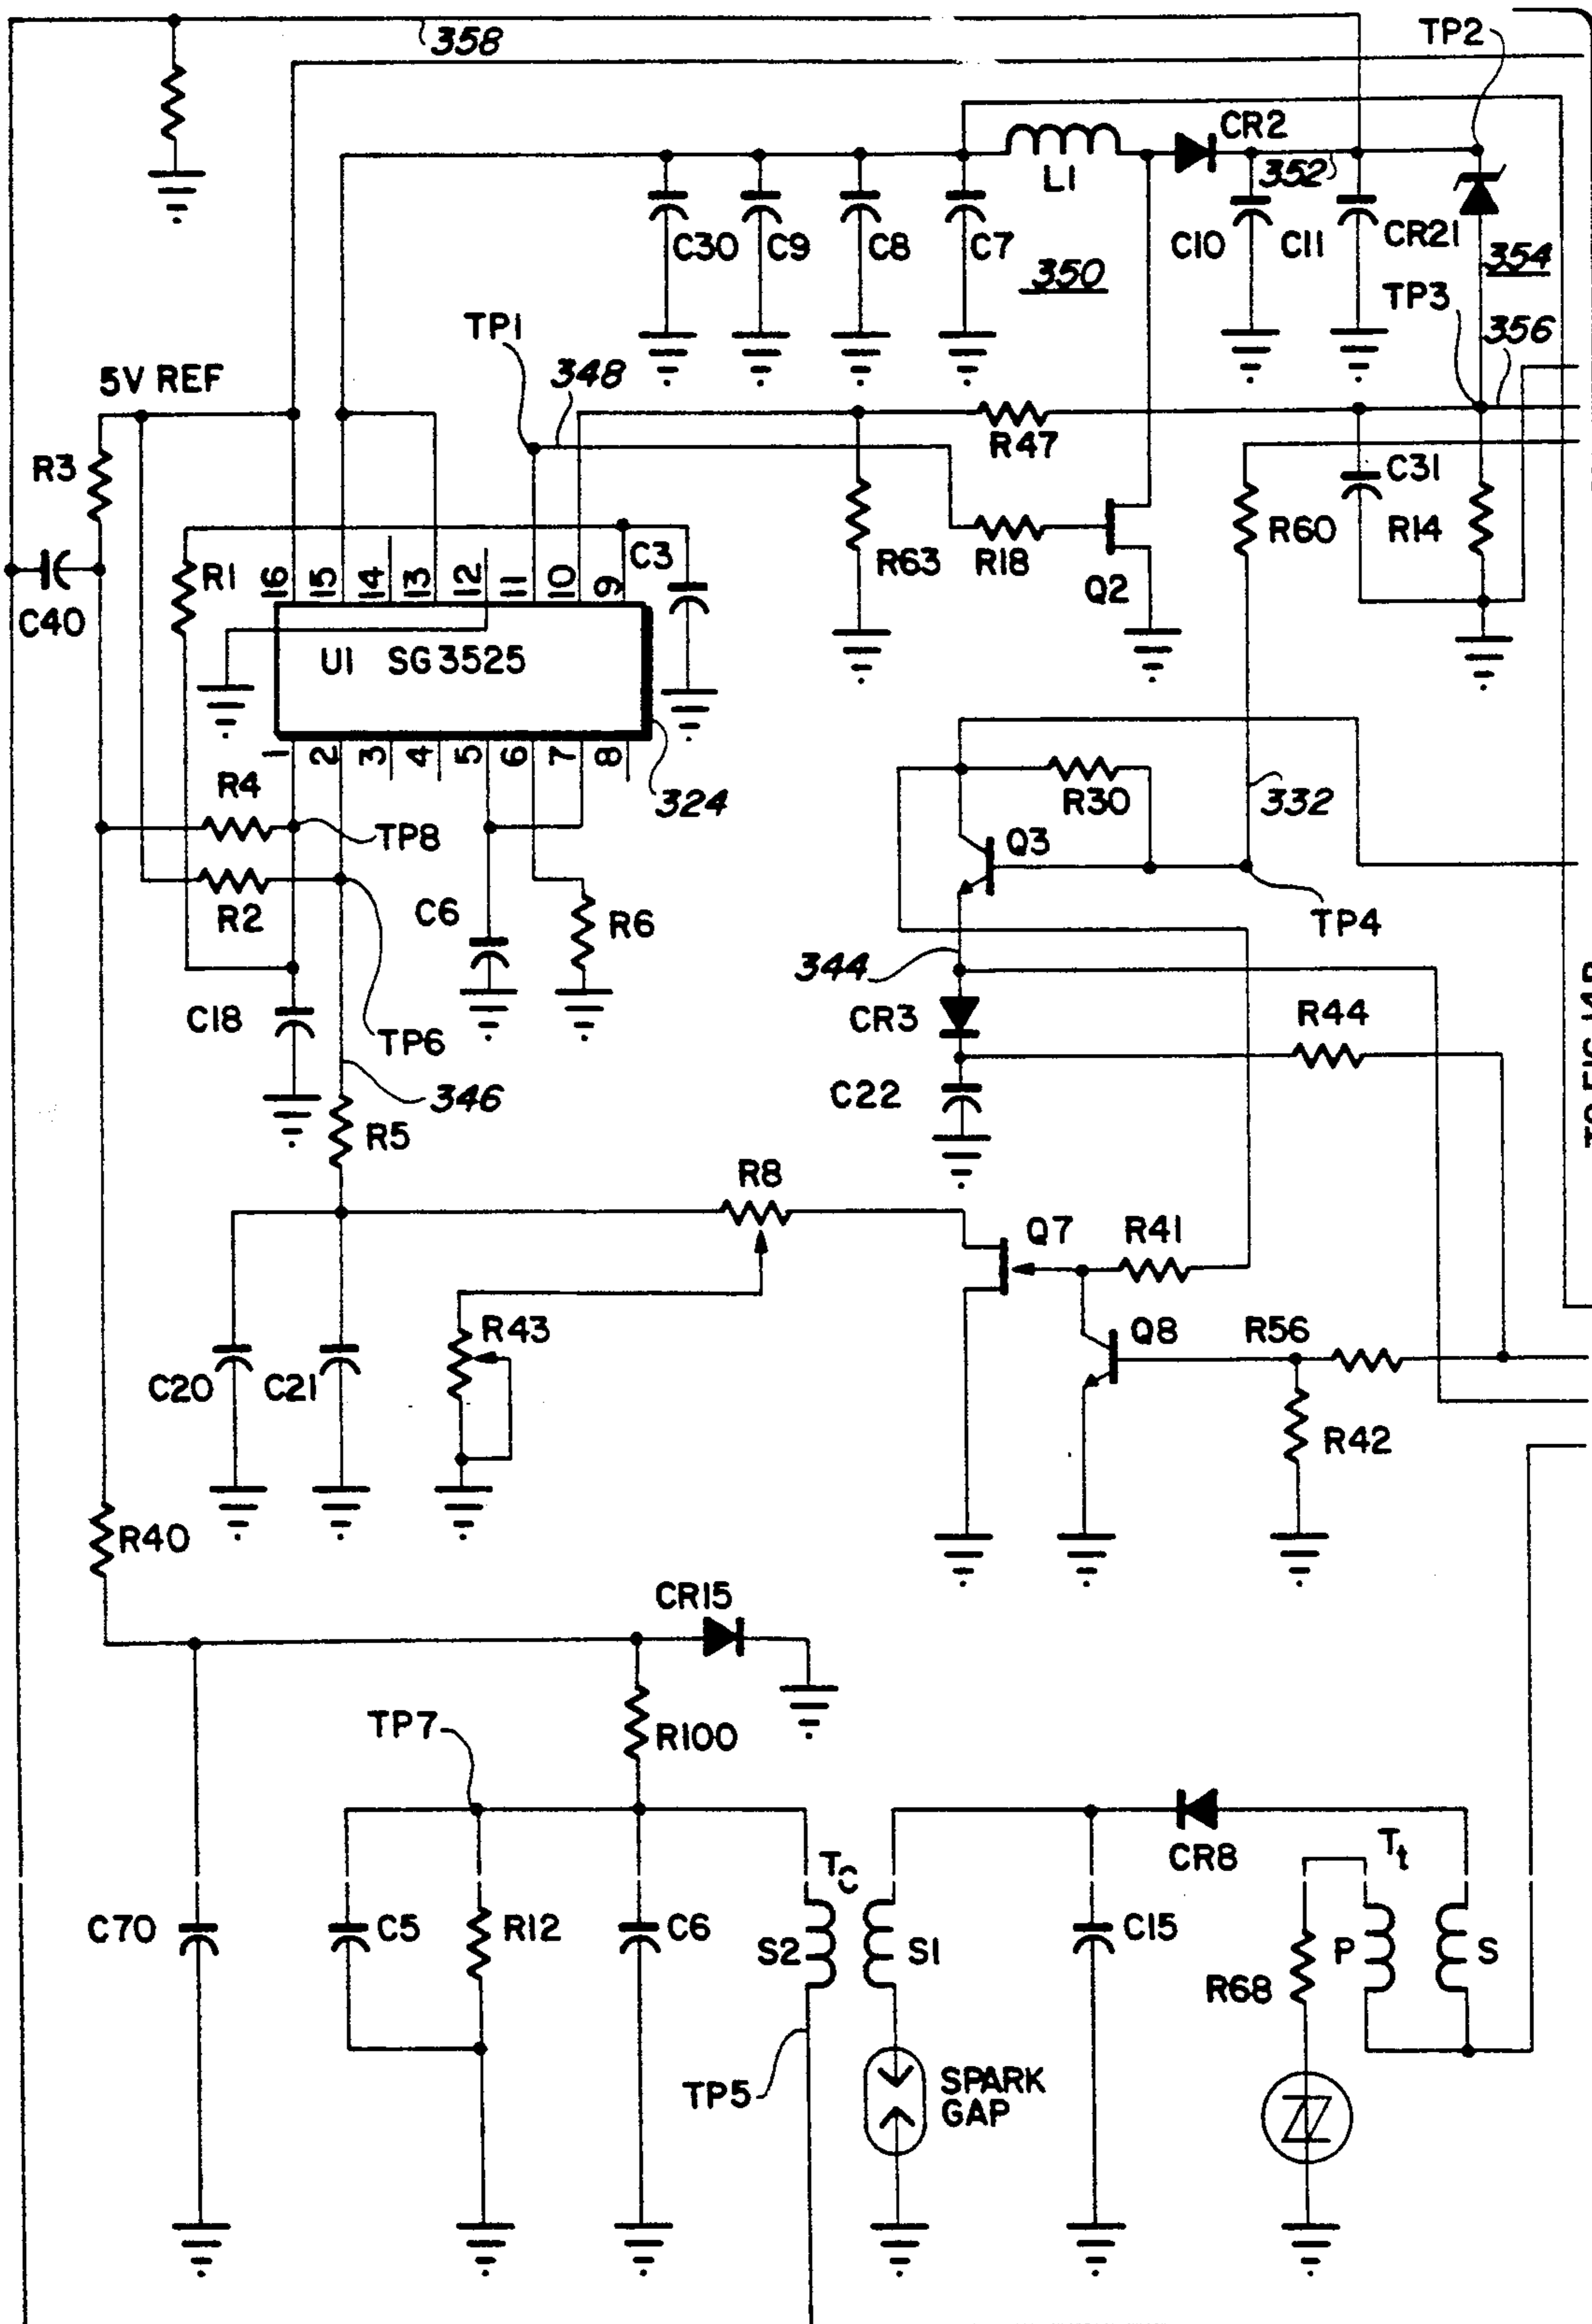 358
TP2
CR2
L1
352
C30
C9
C8
C7
C10
C11
CR21
350
354
TP1
TP3
348
356
5V REF
R47
C31
R3
R63
R18
R60
R14
R1
C3
16
15
14
13
12
11
10
9
Q2
C40
U1 SG3525
1
2
3
4
5
6
7
8
R4
324
R30
332
TP8
Q3
R2
C6
R6
TP4
344
C18
TP6
CR3
R44
346
C22
R5
R8
Q7
R41
R43
Q8
R56
C20
C21
R42
R40
CR15
TP7
R100
CR8
Tt
TC
C70
C5
R12
C6
S2
S1
C15
P
S
R68
TP5
SPARK
GAP